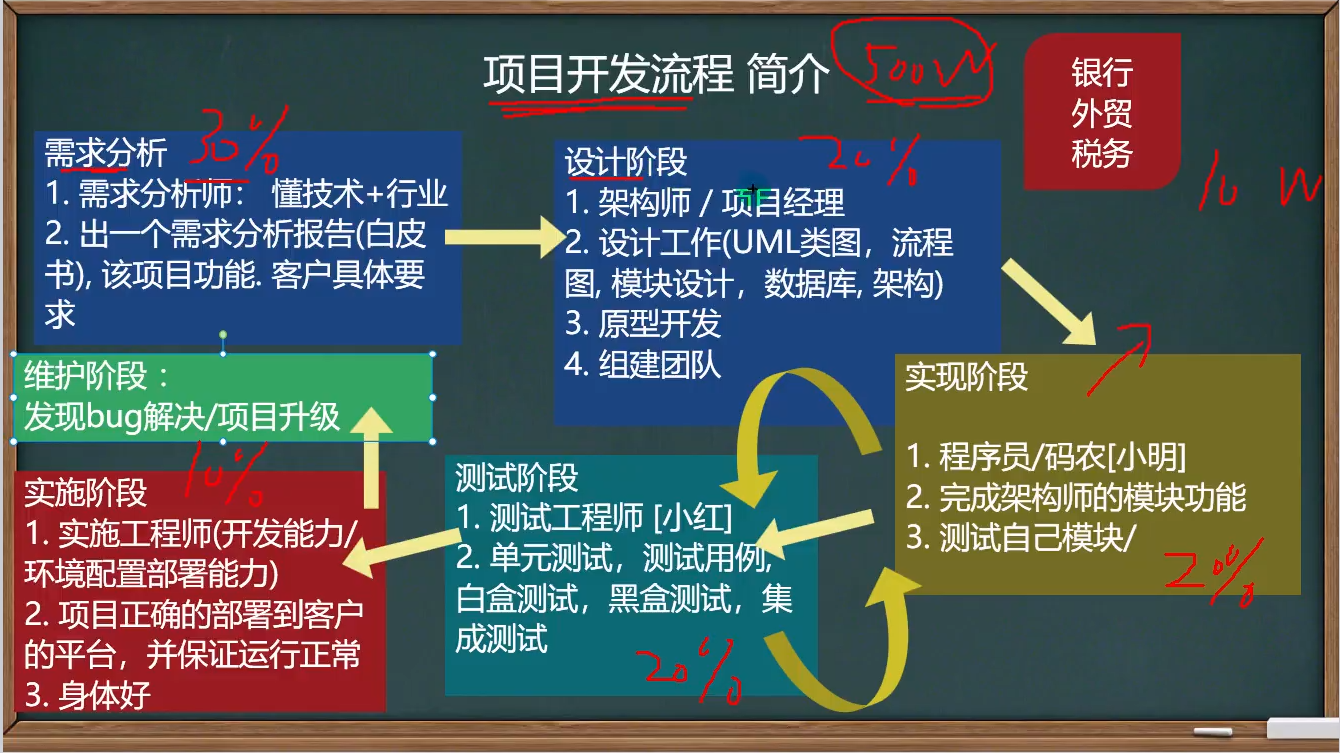 项目开发流程 简介
500W
银行
外贸
税务
10 W
需求分析
30%
1. 需求分析师： 懂技术+行业
2. 出一个需求分析报告(白皮
书), 该项目功能. 客户具体要
求
设计阶段
20%
1. 架构师 / 项目经理
2. 设计工作(UML类图，流程
图, 模块设计，数据库, 架构)
3. 原型开发
4. 组建团队
实现阶段
1. 程序员/码农[小明]
2. 完成架构师的模块功能
3. 测试自己模块/
20%
测试阶段
1. 测试工程师 [小红]
2. 单元测试，测试用例,
白盒测试，黑盒测试，集
成测试
20%
维护阶段：
发现bug解决/项目升级
实施阶段
10%
1. 实施工程师(开发能力/
环境配置部署能力)
2. 项目正确的部署到客户
的平台，并保证运行正常
3. 身体好